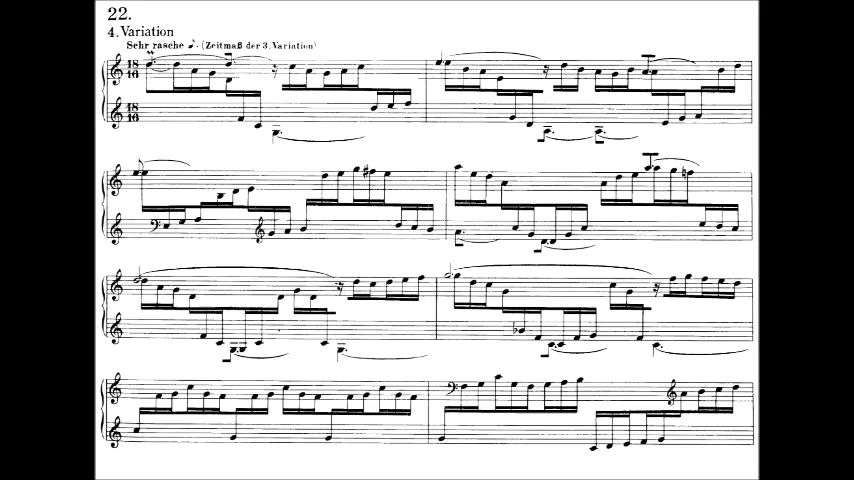 22.
4. Variation
Sehr rasche ♪. (Zeitmaß der 3. Variation)
18
16
18
16